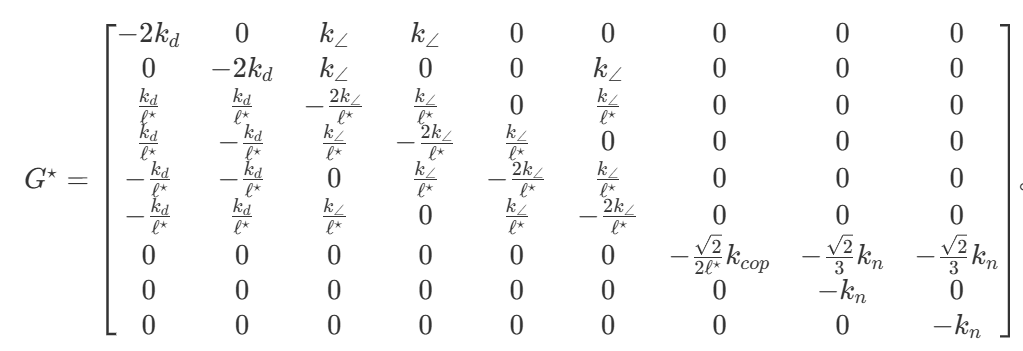 −2k_d 0 k_∠ k_∠ 0 0 0 0 0
0 −2k_d k_∠ 0 0 k_∠ 0 0 0
k_d/ℓ⋆ k_d/ℓ⋆ −2k_∠/ℓ⋆ k_∠/ℓ⋆ 0 k_∠/ℓ⋆ 0 0 0
k_d/ℓ⋆ −k_d/ℓ⋆ k_∠/ℓ⋆ −2k_∠/ℓ⋆ k_∠/ℓ⋆ 0 0 0 0
G⋆ = −k_d/ℓ⋆ −k_d/ℓ⋆ 0 k_∠/ℓ⋆ −2k_∠/ℓ⋆ k_∠/ℓ⋆ 0 0 0
−k_d/ℓ⋆ k_d/ℓ⋆ k_∠/ℓ⋆ 0 k_∠/ℓ⋆ −2k_∠/ℓ⋆ 0 0 0
0 0 0 0 0 0 −√2/2ℓ⋆ k_cop −√2/3 k_n −√2/3 k_n
0 0 0 0 0 0 0 −k_n 0
0 0 0 0 0 0 0 0 −k_n